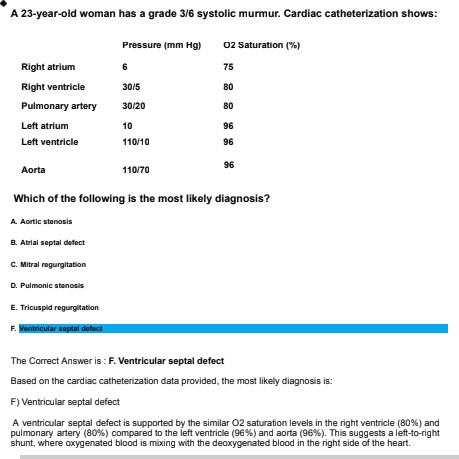 A 23-year-old woman has a grade 3/6 systolic murmur. Cardiac catheterization shows:
Pressure (mm Hg) O2 Saturation (%)
Right atrium 6 75
Right ventricle 30/5 80
Pulmonary artery 30/20 80
Left atrium 10 96
Left ventricle 110/10 96
Aorta 110/70 96
Which of the following is the most likely diagnosis?
A. Aortic stenosis
B. Atrial septal defect
C. Mitral regurgitation
D. Pulmonic stenosis
E. Tricuspid regurgitation
F. Ventricular septal defect
The Correct Answer is : F. Ventricular septal defect
Based on the cardiac catheterization data provided, the most likely diagnosis is:
F) Ventricular septal defect
A ventricular septal defect is supported by the similar O2 saturation levels in the right ventricle (80%) and
pulmonary artery (80%) compared to the left ventricle (96%) and aorta (96%). This suggests a left-to-right
shunt, where oxygenated blood is mixing with the deoxygenated blood in the right side of the heart.